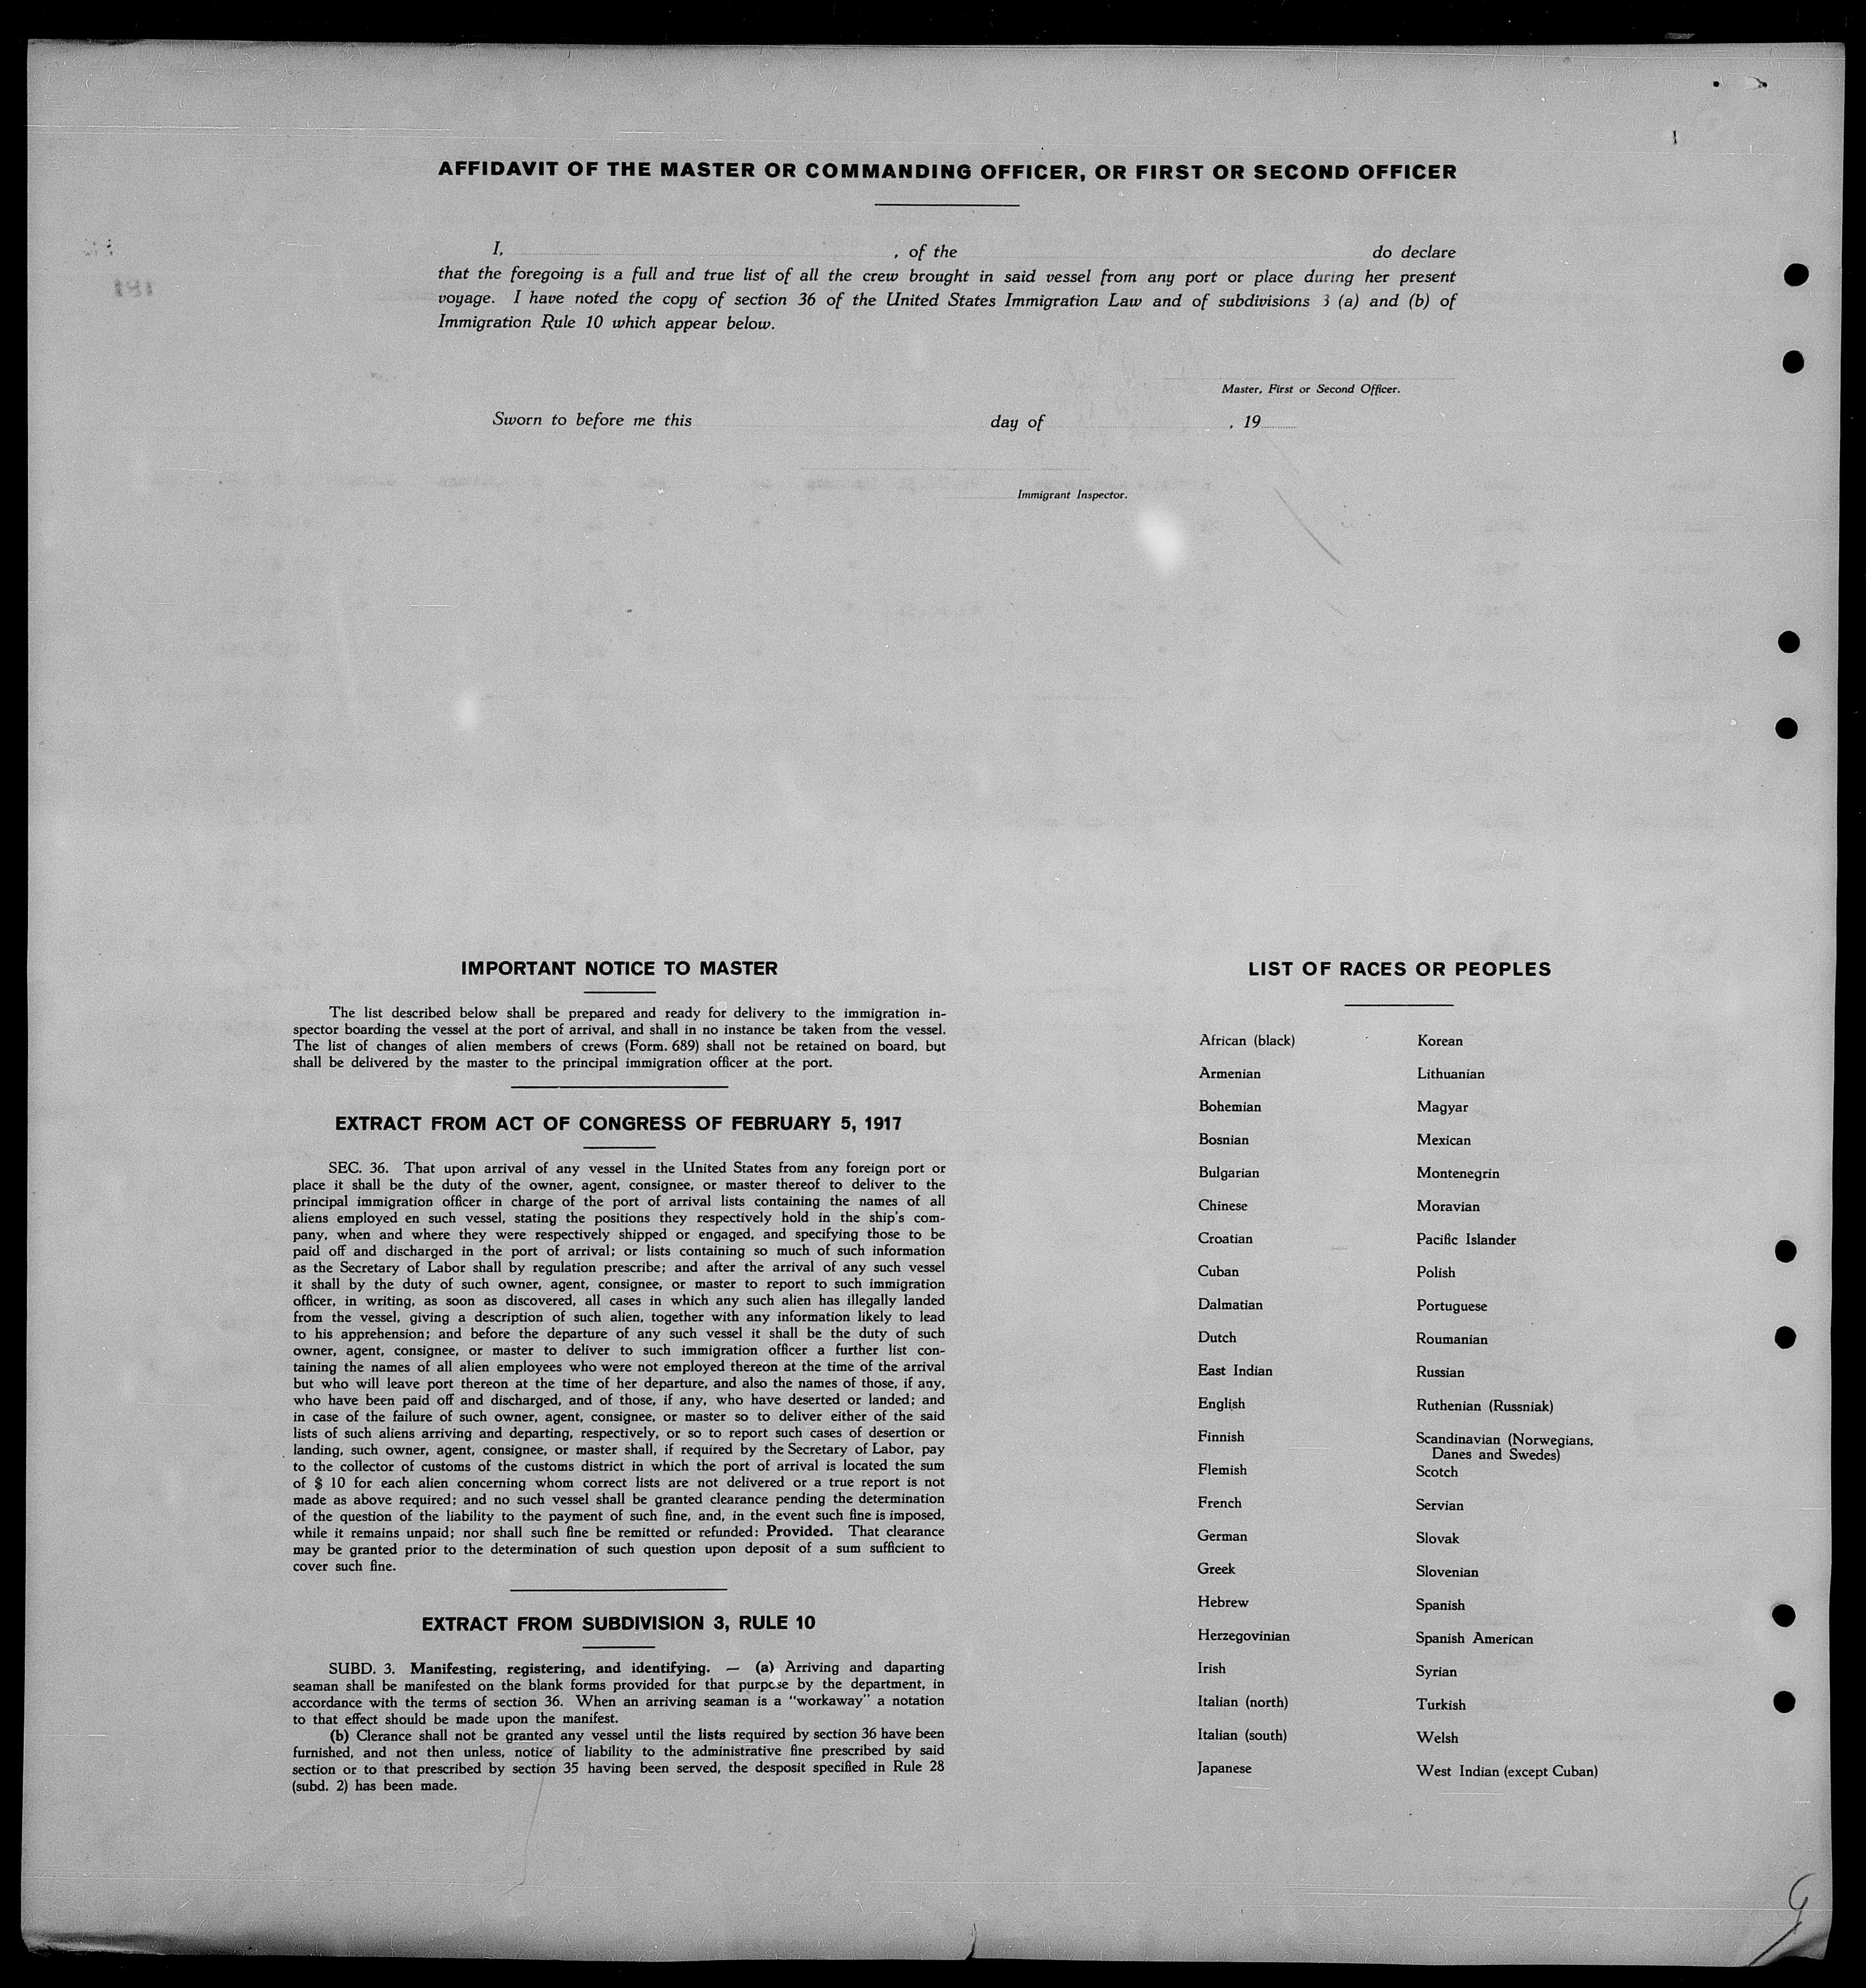 AFFIDAVIT OF THE MASTER OR COMMANDING OFFICER, OR FIRST OR SECOND OFFICER
I, , of the do declare
that the foregoing is a full and true list of all the crew brought in said vessel from any port or place during her present
voyage. I have noted the copy of section 36 of the United States Immigration Law and of subdivisions 3 (a) and (b) of
Immigration Rule 10 which appear below.
Master, First or Second Officer.
Sworn to before me this day of , 19
Immigrant Inspector.
IMPORTANT NOTICE TO MASTER
The list described below shall be prepared and ready for delivery to the immigration in-
spector boarding the vessel at the port of arrival, and shall in no instance be taken from the vessel.
The list of changes of alien members of crews (Form. 689) shall not be retained on board, but
shall be delivered by the master to the principal immigration officer at the port.
EXTRACT FROM ACT OF CONGRESS OF FEBRUARY 5, 1917
SEC. 36. That upon arrival of any vessel in the United States from any foreign port or
place it shall be the duty of the owner, agent, consignee, or master thereof to deliver to the
principal immigration officer in charge of the port of arrival lists containing the names of all
aliens employed en such vessel, stating the positions they respectively hold in the ship's com-
pany, when and where they were respectively shipped or engaged, and specifying those to be
paid off and discharged in the port of arrival; or lists containing so much of such information
as the Secretary of Labor shall by regulation prescribe; and after the arrival of any such vessel
it shall by the duty of such owner, agent, consignee, or master to report to such immigration
officer, in writing, as soon as discovered, all cases in which any such alien has illegally landed
from the vessel, giving a description of such alien, together with any information likely to lead
to his apprehension; and before the departure of any such vessel it shall be the duty of such
owner, agent, consignee, or master to deliver to such immigration officer a further list con-
taining the names of all alien employees who were not employed thereon at the time of the arrival
but who will leave port thereon at the time of her departure, and also the names of those, if any,
who have been paid off and discharged, and of those, if any, who have deserted or landed; and
in case of the failure of such owner, agent, consignee, or master so to deliver either of the said
lists of such aliens arriving and departing, respectively, or so to report such cases of desertion or
landing, such owner, agent, consignee, or master shall, if required by the Secretary of Labor, pay
to the collector of customs of the customs district in which the port of arrival is located the sum
of $ 10 for each alien concerning whom correct lists are not delivered or a true report is not
made as above required; and no such vessel shall be granted clearance pending the determination
of the question of the liability to the payment of such fine, and, in the event such fine is imposed,
while it remains unpaid; nor shall such fine be remitted or refunded: Provided. That clearance
may be granted prior to the determination of such question upon deposit of a sum sufficient to
cover such fine.
EXTRACT FROM SUBDIVISION 3, RULE 10
SUBD. 3. Manifesting, registering, and identifying. — (a) Arriving and daparting
seaman shall be manifested on the blank forms provided for that purpose by the department, in
accordance with the terms of section 36. When an arriving seaman is a "workaway" a notation
to that effect should be made upon the manifest.
(b) Clerance shall not be granted any vessel until the lists required by section 36 have been
furnished, and not then unless, notice of liability to the administrative fine prescribed by said
section or to that prescribed by section 35 having been served, the desposit specified in Rule 28
(subd. 2) has been made.
LIST OF RACES OR PEOPLES
African (black)
Armenian
Bohemian
Bosnian
Bulgarian
Chinese
Croatian
Cuban
Dalmatian
Dutch
East Indian
English
Finnish
Flemish
French
German
Greek
Hebrew
Herzegovinian
Irish
Italian (north)
Italian (south)
Japanese
Korean
Lithuanian
Magyar
Mexican
Montenegrin
Moravian
Pacific Islander
Polish
Portuguese
Roumanian
Russian
Ruthenian (Russniak)
Scandinavian (Norwegians,
Danes and Swedes)
Scotch
Servian
Slovak
Slovenian
Spanish
Spanish American
Syrian
Turkish
Welsh
West Indian (except Cuban)